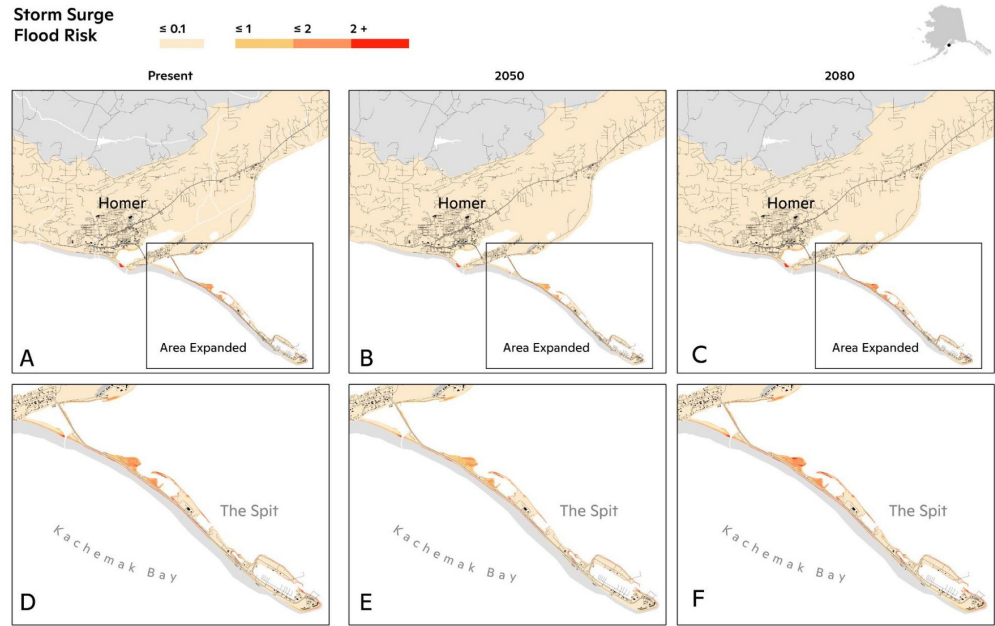 Storm Surge
Flood Risk
≤ 0.1
≤ 1
≤ 2
2 +
Present
2050
2080
Homer
Area Expanded
A
Homer
Area Expanded
B
Homer
Area Expanded
C
The Spit
Kachemak Bay
D
The Spit
Kachemak Bay
E
The Spit
Kachemak Bay
F